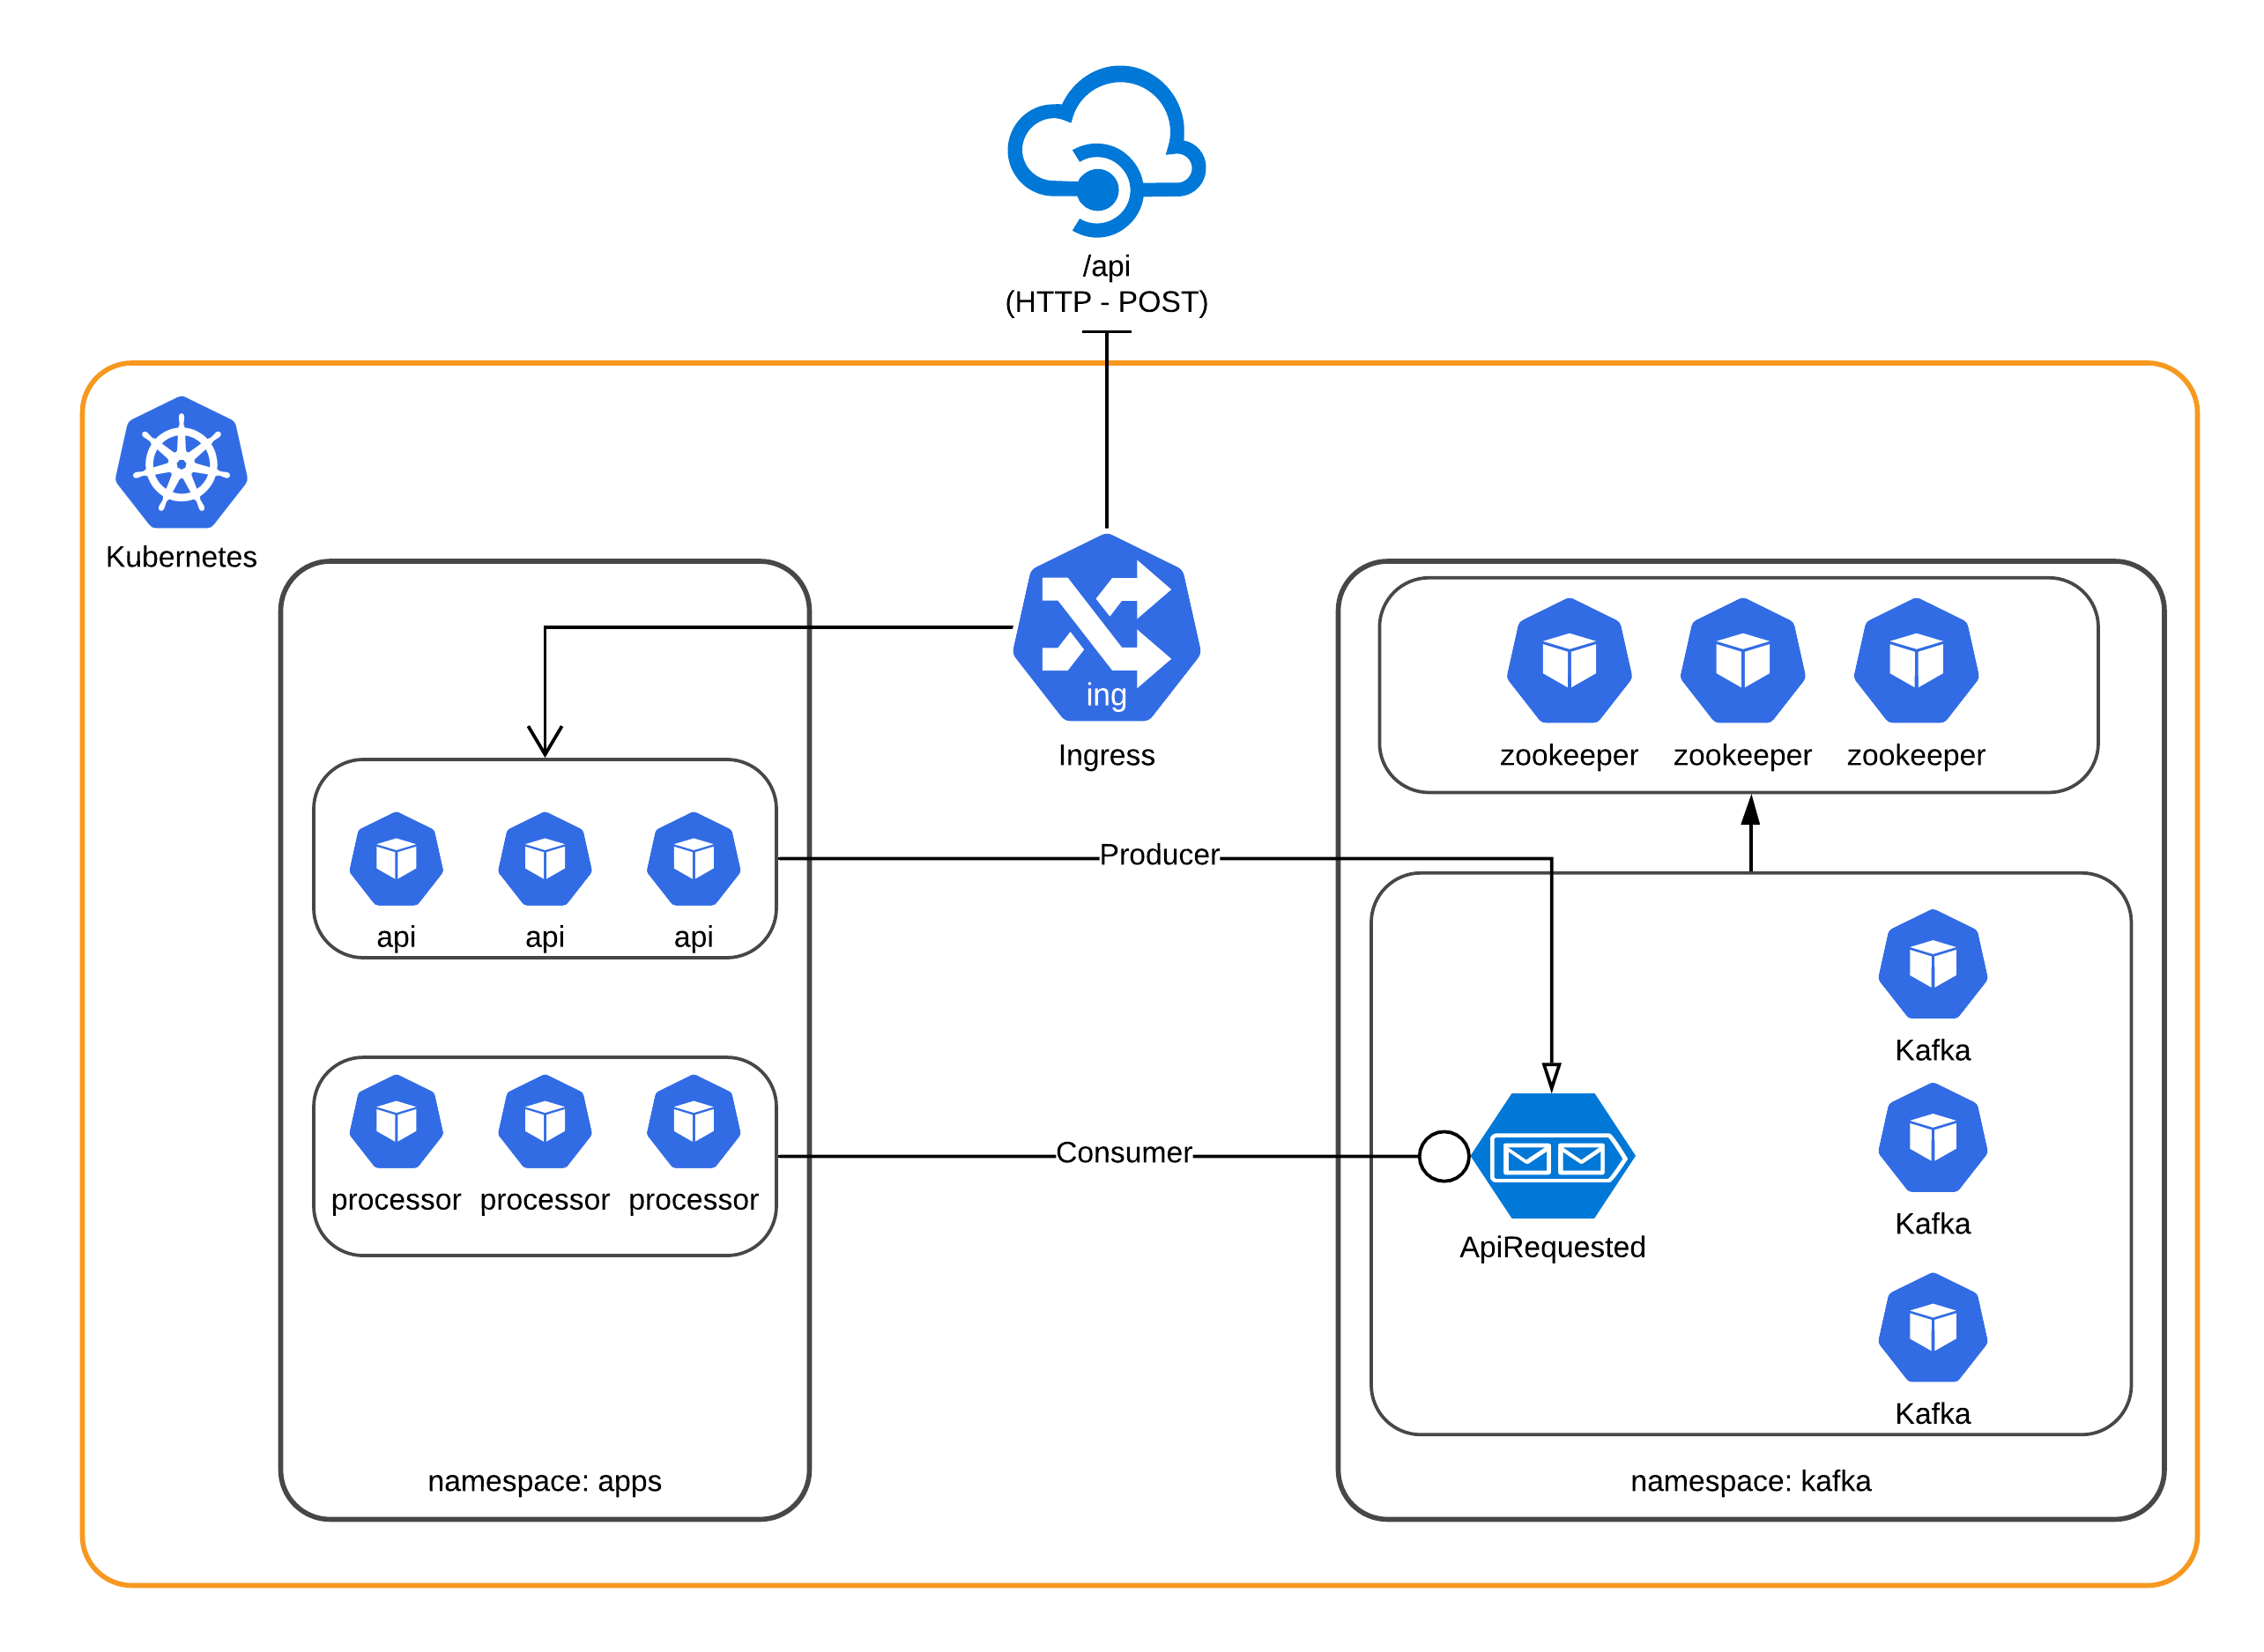 /api
(HTTP - POST)
Kubernetes
ing
Ingress
zookeeper zookeeper zookeeper
api api api
Producer
Kafka
processor processor processor
Consumer
Kafka
ApiRequested
Kafka
namespace: apps
namespace: kafka